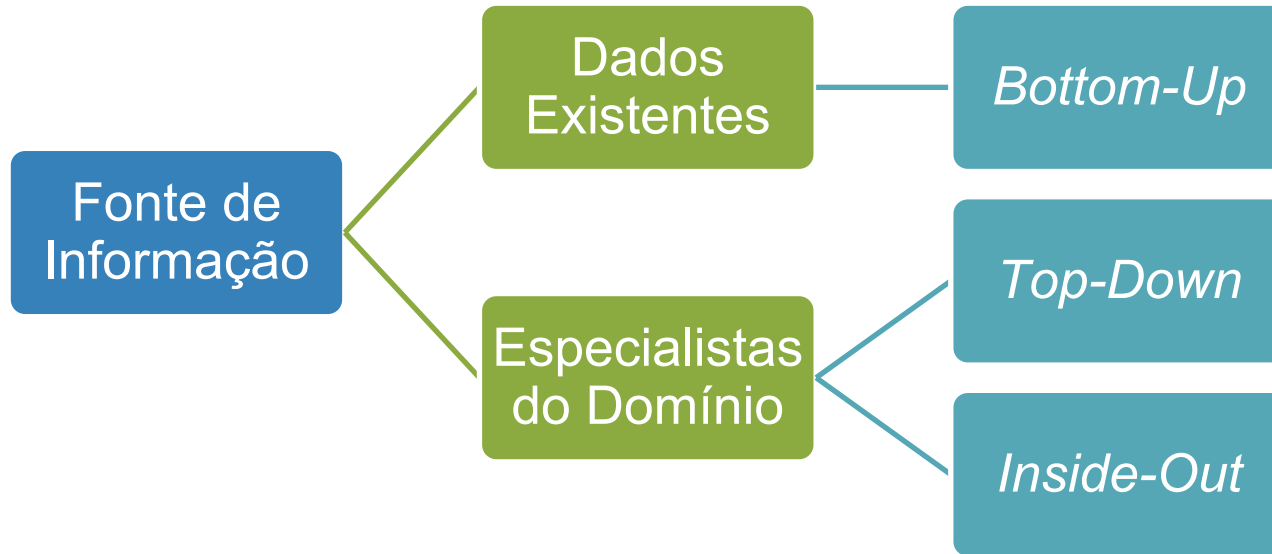 Fonte de
Informação
Dados
Existentes
Especialistas
do Domínio
Bottom-Up
Top-Down
Inside-Out